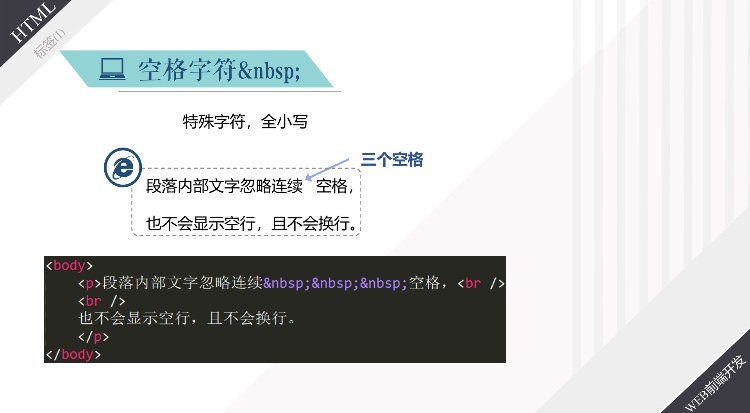 HTML
标签(1)
空格字符&nbsp;
特殊字符，全小写
三个空格
段落内部文字忽略连续   空格，
也不会显示空行，且不换行。
<body>
    <p>段落内部文字忽略连续&nbsp;&nbsp;&nbsp;空格，<br />
    <br />
    也不会显示空行，且不会换行。
    </p>
</body>
WEB前端开发